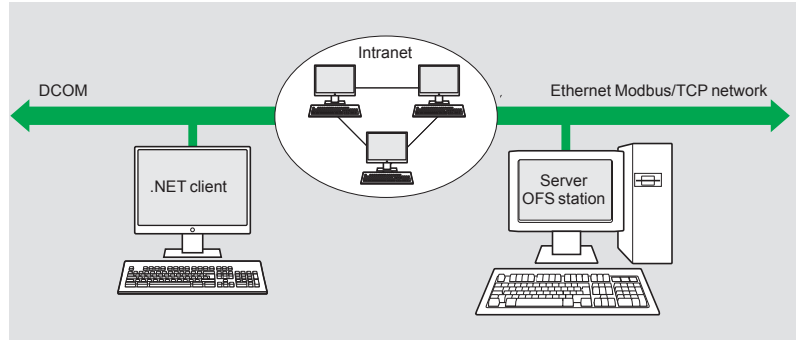 Intranet
DCOM
Ethernet Modbus/TCP network
.NET client
Server
OFS station